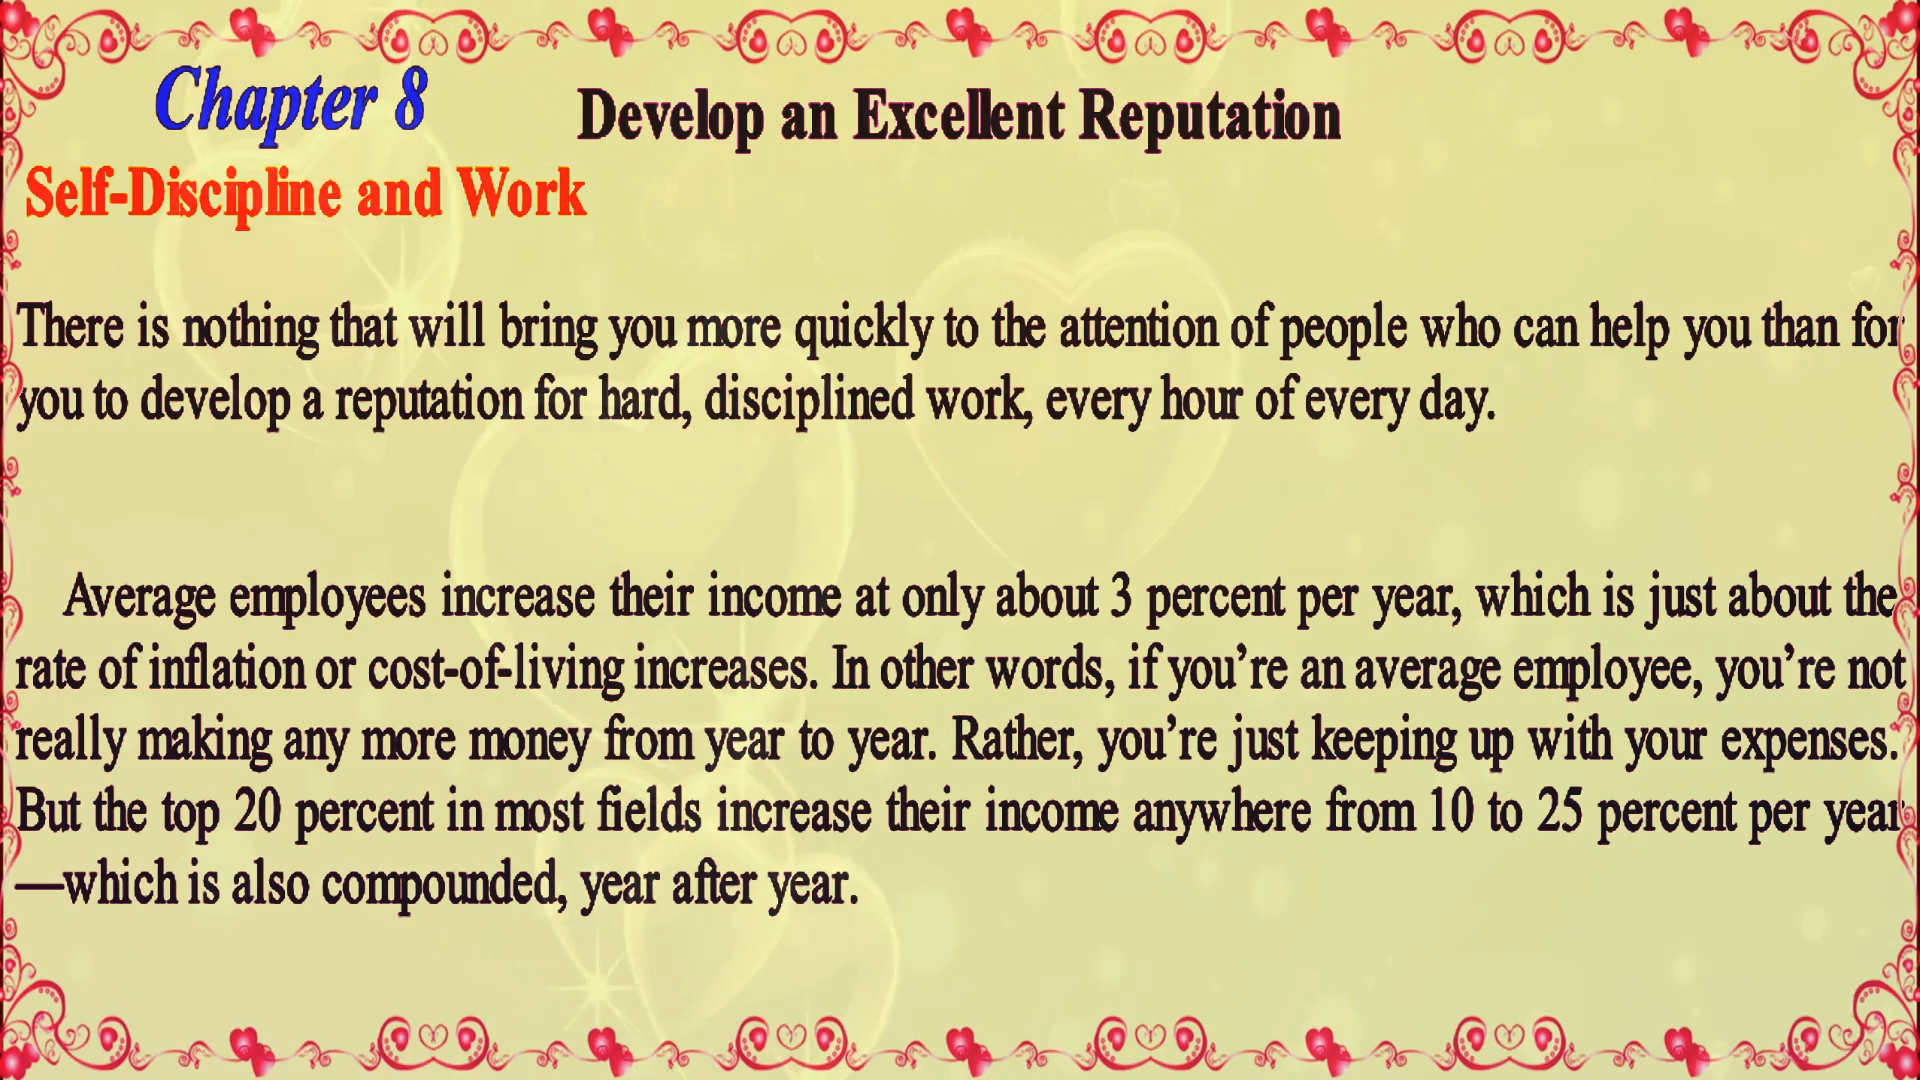 Chapter 8
Develop an Excellent Reputation
Self-Discipline and Work
There is nothing that will bring you more quickly to the attention of people who can help you than for
you to develop a reputation for hard, disciplined work, every hour of every day.
Average employees increase their income at only about 3 percent per year, which is just about the
rate of inflation or cost-of-living increases. In other words, if you’re an average employee, you’re not
really making any more money from year to year. Rather, you’re just keeping up with your expenses.
But the top 20 percent in most fields increase their income anywhere from 10 to 25 percent per year
—which is also compounded, year after year.